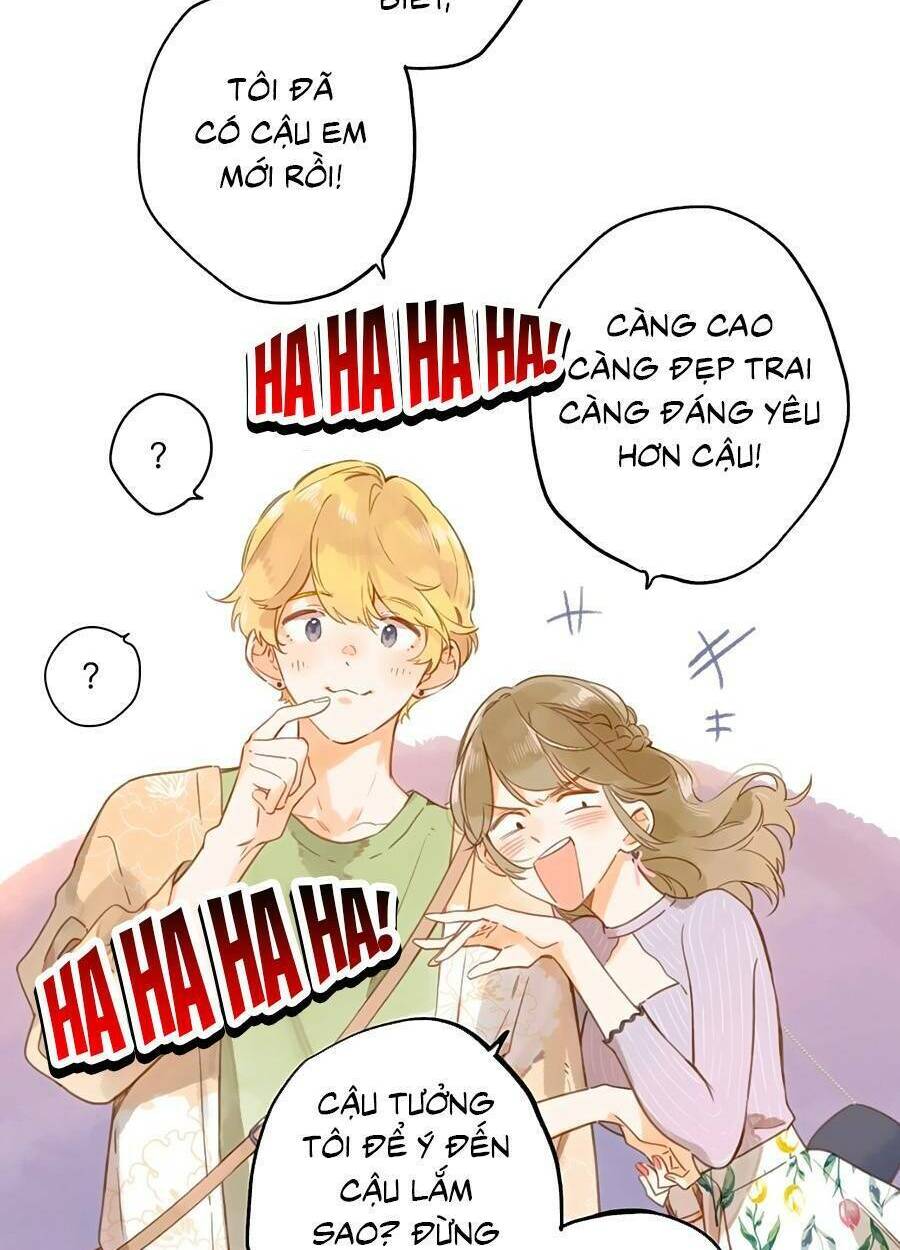 BIẾT,
TÔI ĐÃ
CÓ CẬU EM
MỚI RỒI!
HA HA HA HA!
CÀNG CAO
CÀNG ĐẸP TRAI
CÀNG ĐÁNG YÊU
HƠN CẬU!
?
?
HA HA HA HA!
CẬU TƯỞNG
TÔI ĐỂ Ý ĐẾN
CẬU LẮM
SAO? ĐỪNG